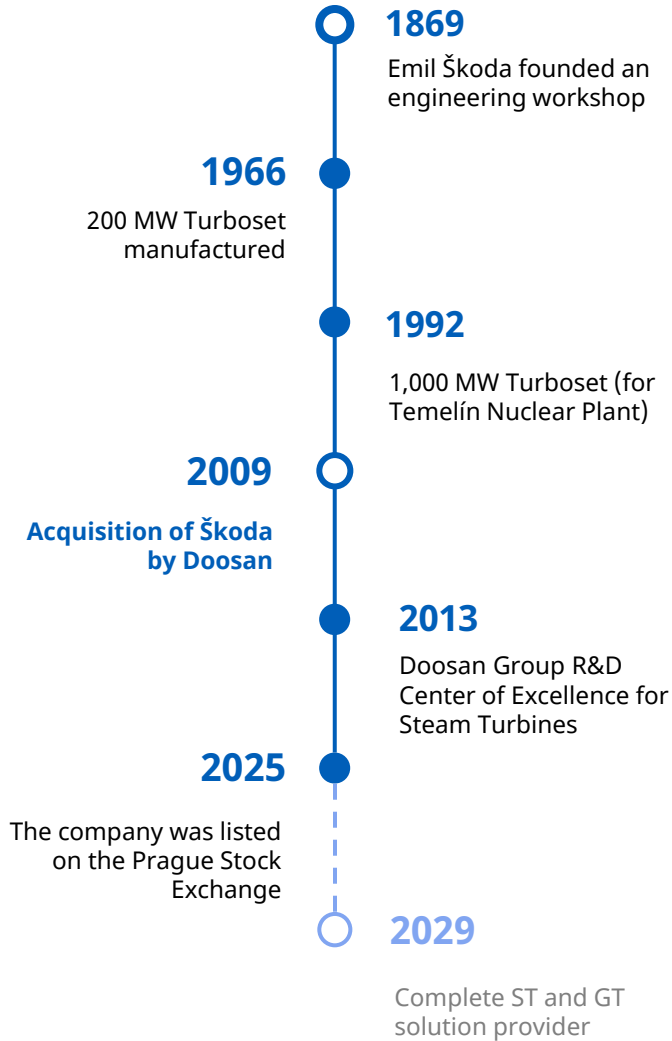 1869
Emil Škoda founded an
engineering workshop
1966
200 MW Turboset
manufactured
1992
1,000 MW Turboset (for
Temelín Nuclear Plant)
2009
Acquisition of Škoda
by Doosan
2013
Doosan Group R&D
Center of Excellence for
Steam Turbines
2025
The company was listed
on the Prague Stock
Exchange
2029
Complete ST and GT
solution provider